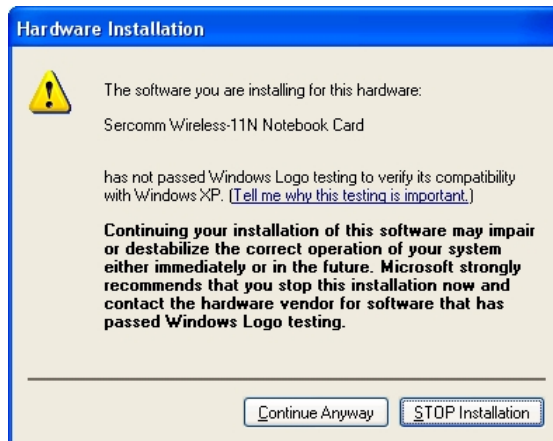 Hardware Installation
The software you are installing for this hardware:
Sercomm Wireless-11N Notebook Card
has not passed Windows Logo testing to verify its compatibility
with Windows XP. (Tell me why this testing is important.)
Continuing your installation of this software may impair
or destabilize the correct operation of your system
either immediately or in the future. Microsoft strongly
recommends that you stop this installation now and
contact the hardware vendor for software that has
passed Windows Logo testing.
Continue Anyway
STOP Installation